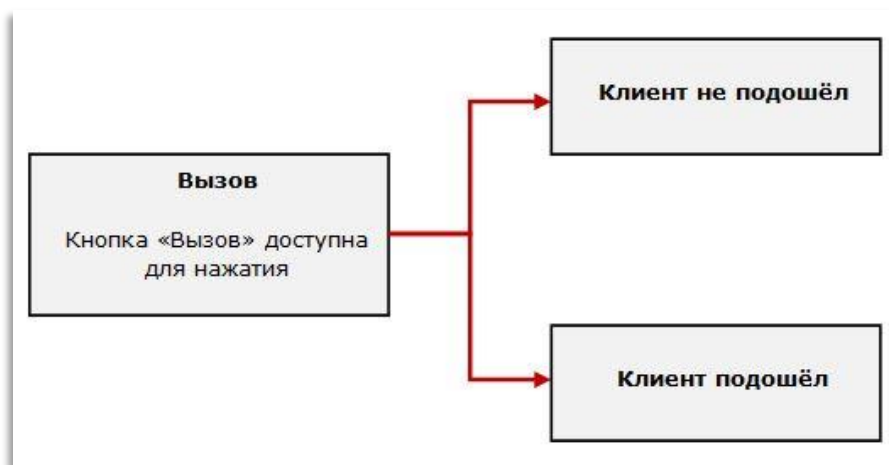 Клиент не подошёл
Вызов
Кнопка «Вызов» доступна
для нажатия
Клиент подошёл